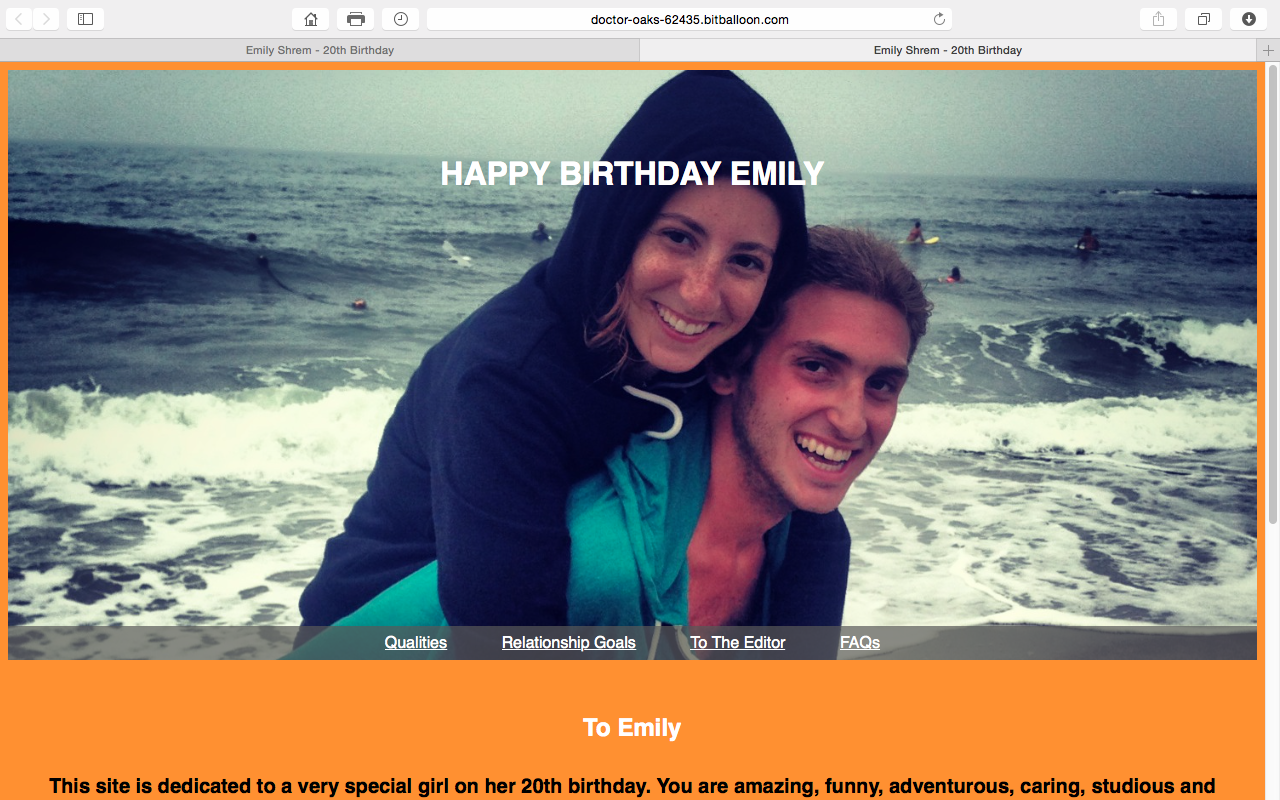 doctor-oaks-62435.bitballoon.com
Emily Shrem - 20th Birthday
Emily Shrem - 20th Birthday
HAPPY BIRTHDAY EMILY
Qualities
Relationship Goals
To The Editor
FAQs
To Emily
This site is dedicated to a very special girl on her 20th birthday. You are amazing, funny, adventurous, caring, studious and